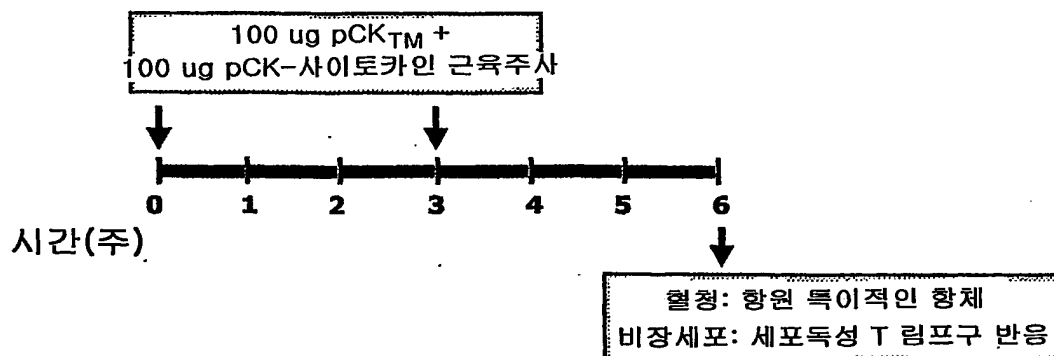 100 ug pCKTM +
100 ug pCK-사이토카인 근육주사
0 1 2 3 4 5 6
시간(주)
혈청: 항원 특이적인 항체
비장세포: 세포독성 T 림프구 반응